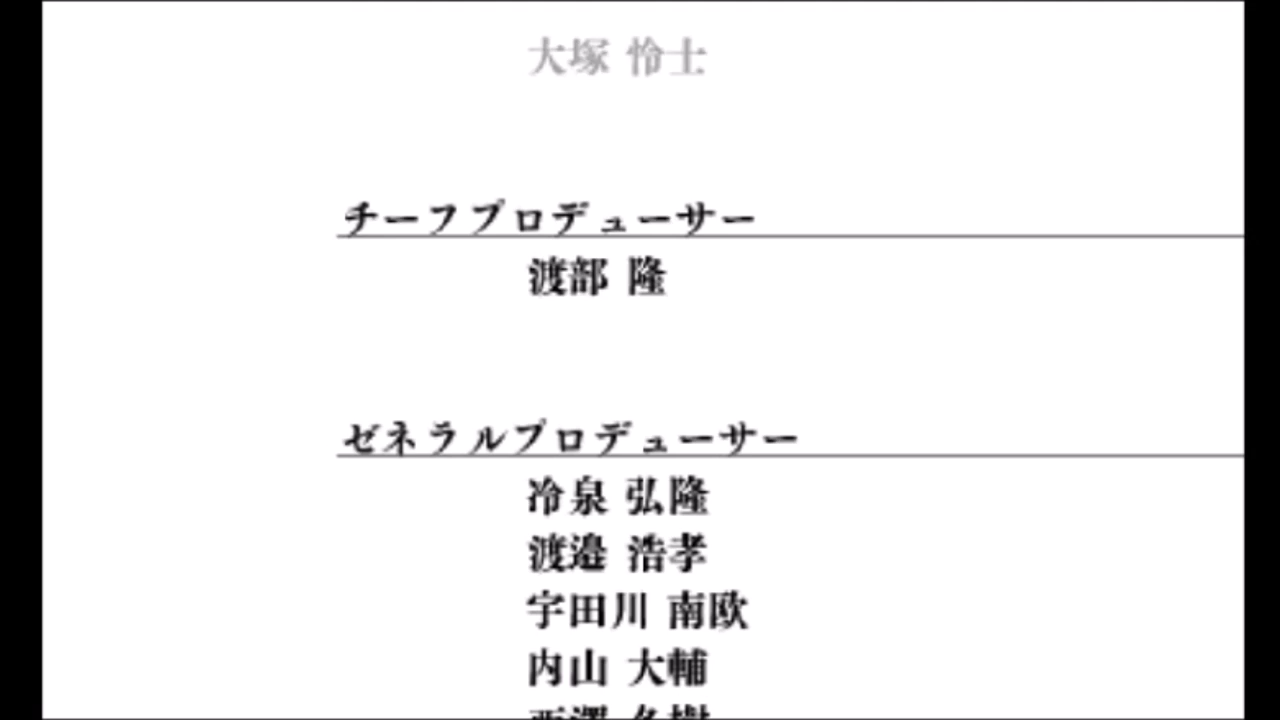 大塚 怜士
チーフプロデューサー
渡部 隆
ゼネラルプロデューサー
冷泉 弘隆
渡邉 浩孝
宇田川 南欧
内山 大輔